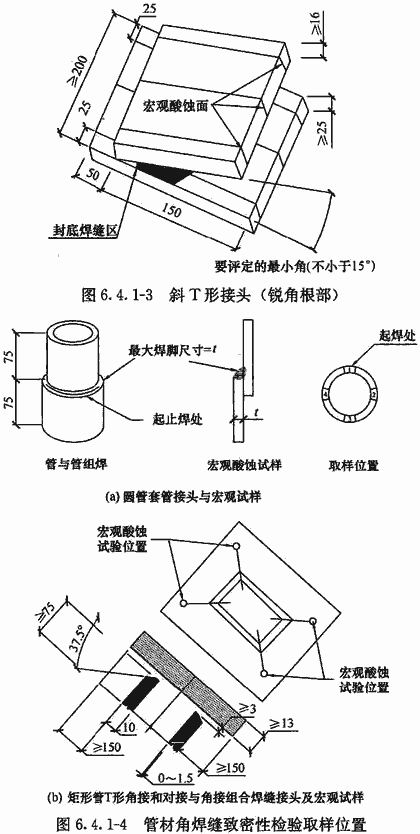 25
≥16
≥200
宏观酸蚀面
25
≥25
50
150
封底焊缝区
要评定的最小角(不小于15°)
图 6.4.1-3 斜 T 形接头（锐角根部）
起焊处
75
最大焊脚尺寸=t
75
起止焊处
t
1
2
3
4
管与管组焊
宏观酸蚀试样
取样位置
(a) 圆管套管接头与宏观试样
宏观酸蚀
试验位置
≥75
37.5°
宏观酸蚀
试验位置
≥3
≥13
10
≥150
≥150
0～1.5
(b) 矩形管T形角接和对接与角接组合焊缝接头及宏观试样
图 6.4.1-4 管材角焊缝致密性检验取样位置